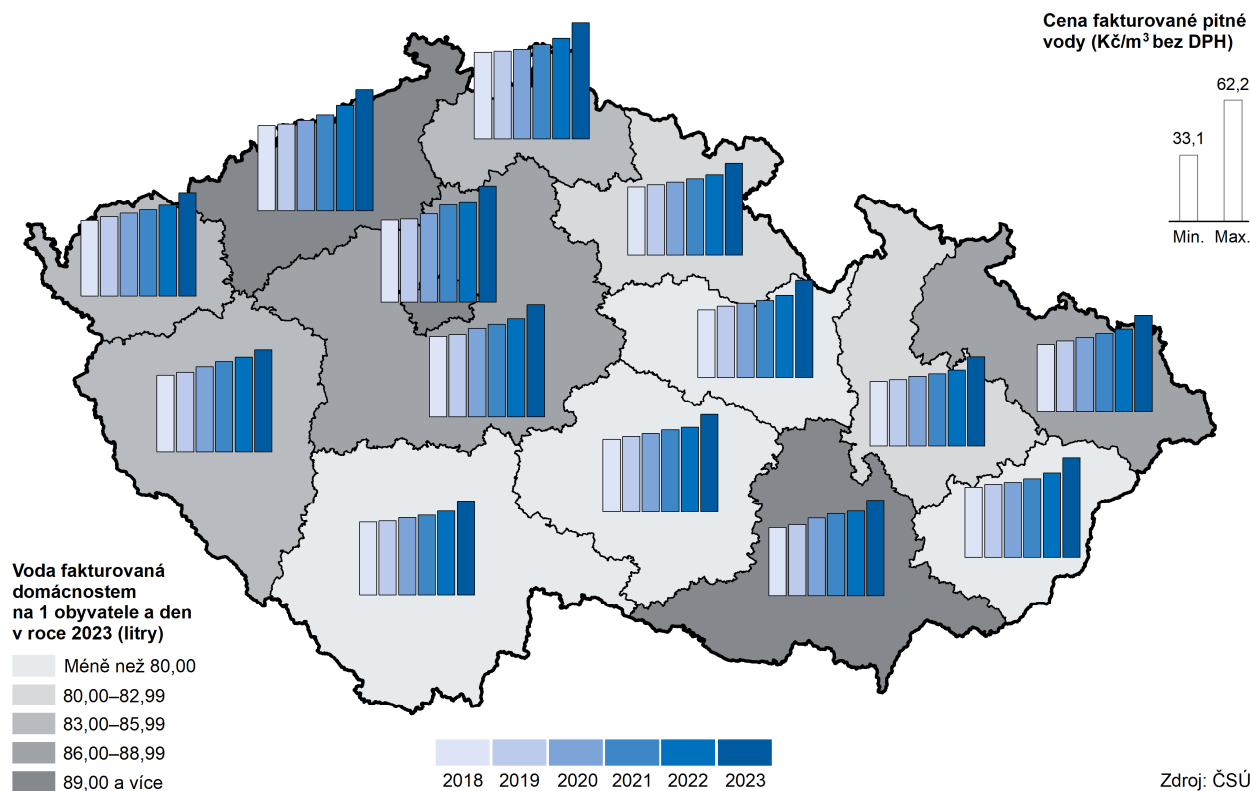 Cena fakturované pitné
vody (Kč/m³ bez DPH)
62,2
33,1
Min. Max.
Voda fakturovaná
domácnostem
na 1 obyvatele a den
v roce 2023 (litry)
Méně než 80,00
80,00–82,99
83,00–85,99
86,00–88,99
89,00 a více
2018 2019 2020 2021 2022 2023
Zdroj: ČSÚ